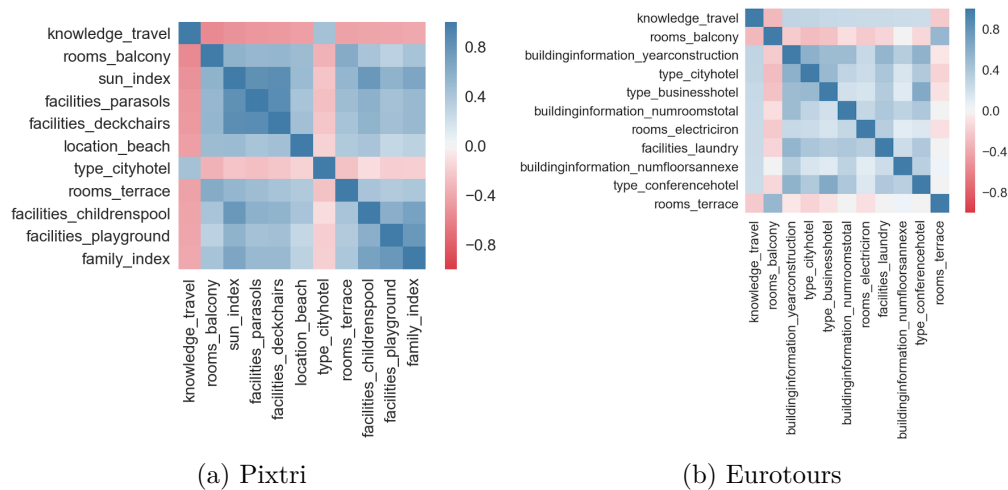 knowledge_travel
rooms_balcony
sun_index
facilities_parasols
facilities_deckchairs
location_beach
type_cityhotel
rooms_terrace
facilities_childrenspool
facilities_playground
family_index
0.8
0.4
0.0
−0.4
−0.8
knowledge_travel
rooms_balcony
sun_index
facilities_parasols
facilities_deckchairs
location_beach
type_cityhotel
rooms_terrace
facilities_childrenspool
facilities_playground
family_index
(a) Pixtri
knowledge_travel
rooms_balcony
buildinginformation_yearconstruction
type_cityhotel
type_businesshotel
buildinginformation_numroomstotal
rooms_electriciron
facilities_laundry
buildinginformation_numfloorsannexe
type_conferencehotel
rooms_terrace
0.8
0.4
0.0
−0.4
−0.8
knowledge_travel
rooms_balcony
buildinginformation_yearconstruction
type_cityhotel
type_businesshotel
buildinginformation_numroomstotal
rooms_electriciron
facilities_laundry
buildinginformation_numfloorsannexe
type_conferencehotel
rooms_terrace
(b) Eurotours